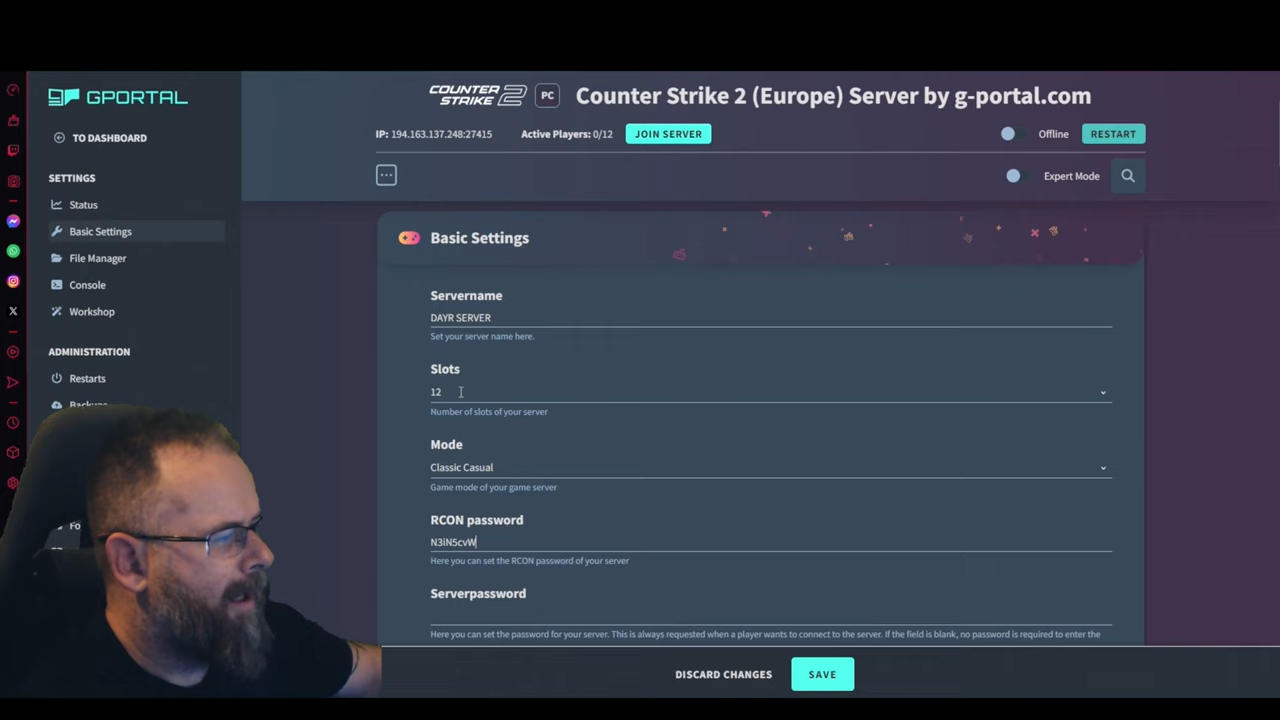 GPORTAL
TO DASHBOARD
SETTINGS
Status
Basic Settings
File Manager
Console
Workshop
ADMINISTRATION
Restarts
Backups
Fo
COUNTER STRIKE 2
PC
Counter Strike 2 (Europe) Server by g-portal.com
IP: 194.163.137.248:27415 Active Players: 0/12 JOIN SERVER Offline RESTART
Expert Mode
Basic Settings
Servername
DAYR SERVER
Set your server name here.
Slots
12
Number of slots of your server
Mode
Classic Casual
Game mode of your game server
RCON password
N3iN5cvW
Here you can set the RCON password of your server
Serverpassword
Here you can set the password for your server. This is always requested when a player wants to connect to the server. If the field is blank, no password is required to enter the
DISCARD CHANGES SAVE